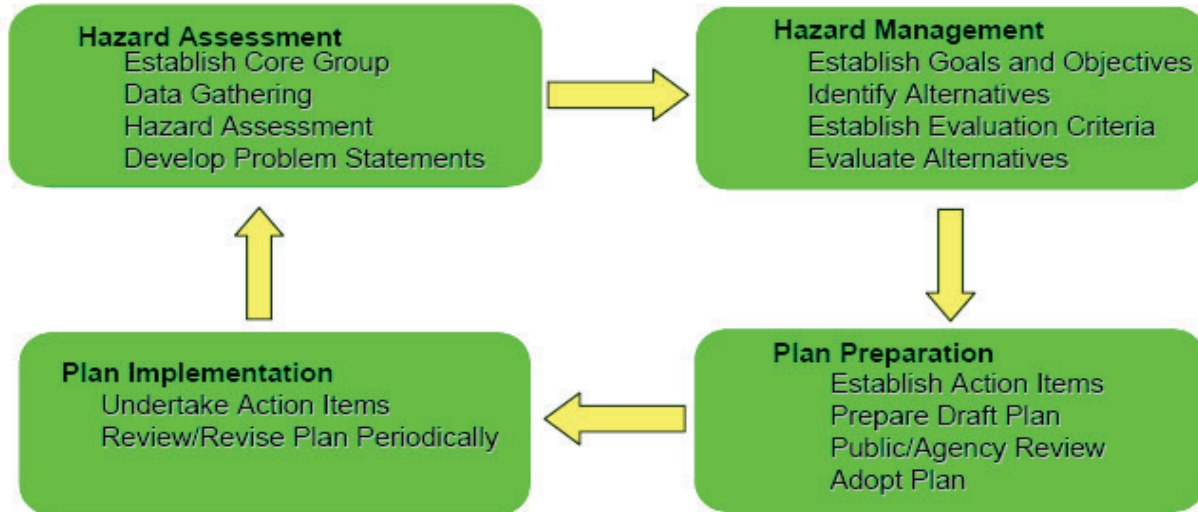 Hazard Assessment
Establish Core Group
Data Gathering
Hazard Assessment
Develop Problem Statements
Hazard Management
Establish Goals and Objectives
Identify Alternatives
Establish Evaluation Criteria
Evaluate Alternatives
Plan Implementation
Undertake Action Items
Review/Revise Plan Periodically
Plan Preparation
Establish Action Items
Prepare Draft Plan
Public/Agency Review
Adopt Plan